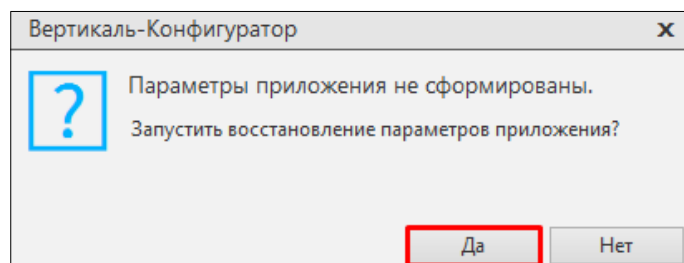 Вертикаль-Конфигуратор x
Параметры приложения не сформированы.
?
Запустить восстановление параметров приложения?
Да Нет